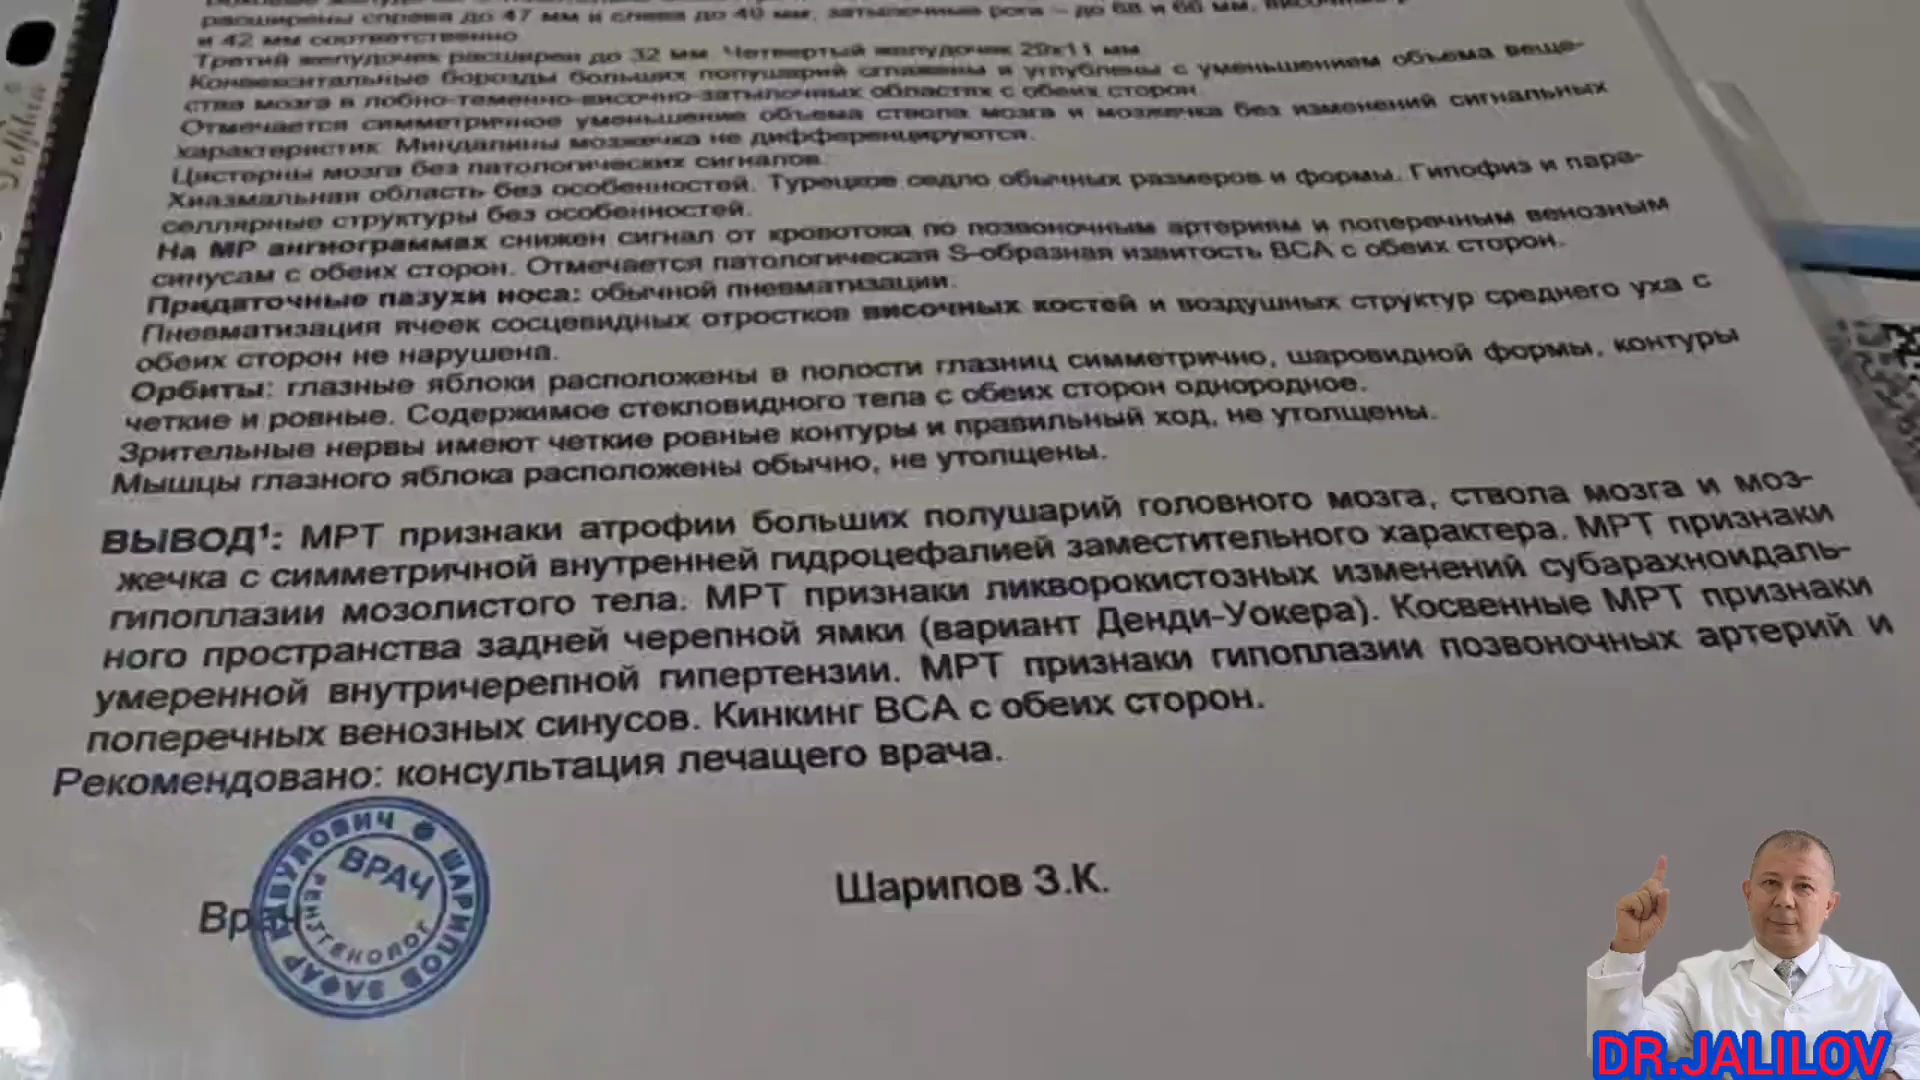 расширены справа до 47 мм и слева до 40 мм, затылочные рога – до 68 и 66 мм,
и 42 мм соответственно
Третий желудочек расширен до 32 мм. Четвертый желудочек 29х11 мм
Конвекситальные борозды больших полушарий сглажены и углублены с уменьшением объема веще-
ства мозга в лобно-теменно-височно-затылочных областях с обеих сторон.
Отмечается симметричное уменьшение объема ствола мозга и мозжечка без изменений сигнальных
характеристик. Миндалины мозжечка не дифференцируются.
Цистерны мозга без патологических сигналов.
Хиазмальная область без особенностей. Турецкое седло обычных размеров и формы. Гипофиз и пара-
селлярные структуры без особенностей.
На МР ангиограммах снижен сигнал от кровотока по позвоночным артериям и поперечным венозным
синусам с обеих сторон. Отмечается патологическая S-образная извитость ВСА с обеих сторон.
Придаточные пазухи носа: обычной пневматизации.
Пневматизация ячеек сосцевидных отростков височных костей и воздушных структур среднего уха с
обеих сторон не нарушена.
Орбиты: глазные яблоки расположены в полости глазниц симметрично, шаровидной формы, контуры
четкие и ровные. Содержимое стекловидного тела с обеих сторон однородное.
Зрительные нервы имеют четкие ровные контуры и правильный ход, не утолщены.
Мышцы глазного яблока расположены обычно, не утолщены.
ВЫВОД¹: МРТ признаки атрофии больших полушарий головного мозга, ствола мозга и моз-
жечка с симметричной внутренней гидроцефалией заместительного характера. МРТ признаки
гипоплазии мозолистого тела. МРТ признаки ликворокистозных изменений субарахноидаль-
ного пространства задней черепной ямки (вариант Денди-Уокера). Косвенные МРТ признаки
умеренной внутричерепной гипертензии. МРТ признаки гипоплазии позвоночных артерий и
поперечных венозных синусов. Кинкинг ВСА с обеих сторон.
Рекомендовано: консультация лечащего врача.
Врач
ШАРИПОВ ЗАФАР
ВРАЧ
РЕНТГЕНОЛОГ
Шарипов З.К.
DR.JALILOV